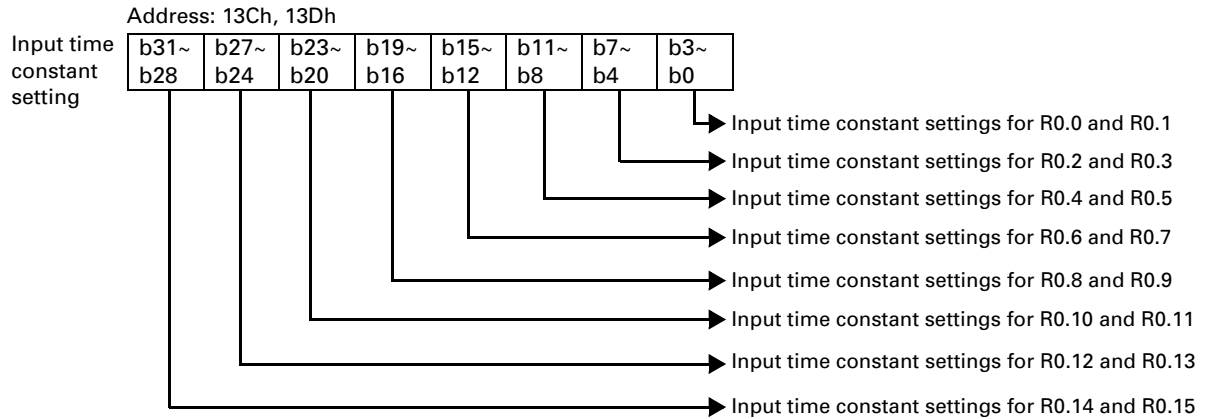 Address: 13Ch, 13Dh
Input time constant setting
b31~ b27~ b23~ b19~ b15~ b11~ b7~ b3~
b28 b24 b20 b16 b12 b8 b4 b0
Input time constant settings for R0.0 and R0.1
Input time constant settings for R0.2 and R0.3
Input time constant settings for R0.4 and R0.5
Input time constant settings for R0.6 and R0.7
Input time constant settings for R0.8 and R0.9
Input time constant settings for R0.10 and R0.11
Input time constant settings for R0.12 and R0.13
Input time constant settings for R0.14 and R0.15